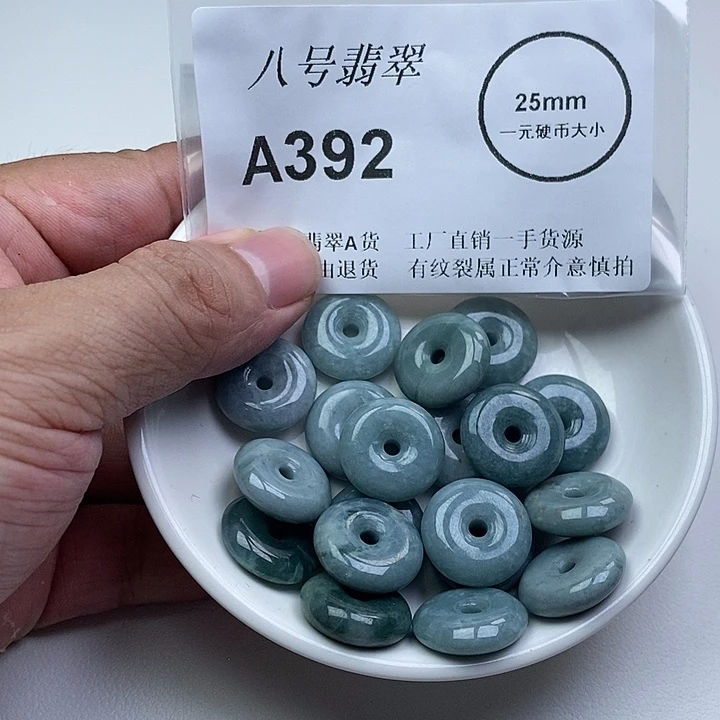 八号翡翠
25mm
一元硬币大小
A392
翡翠A货 工厂直销一手货源
由退货 有纹裂属正常介意慎拍